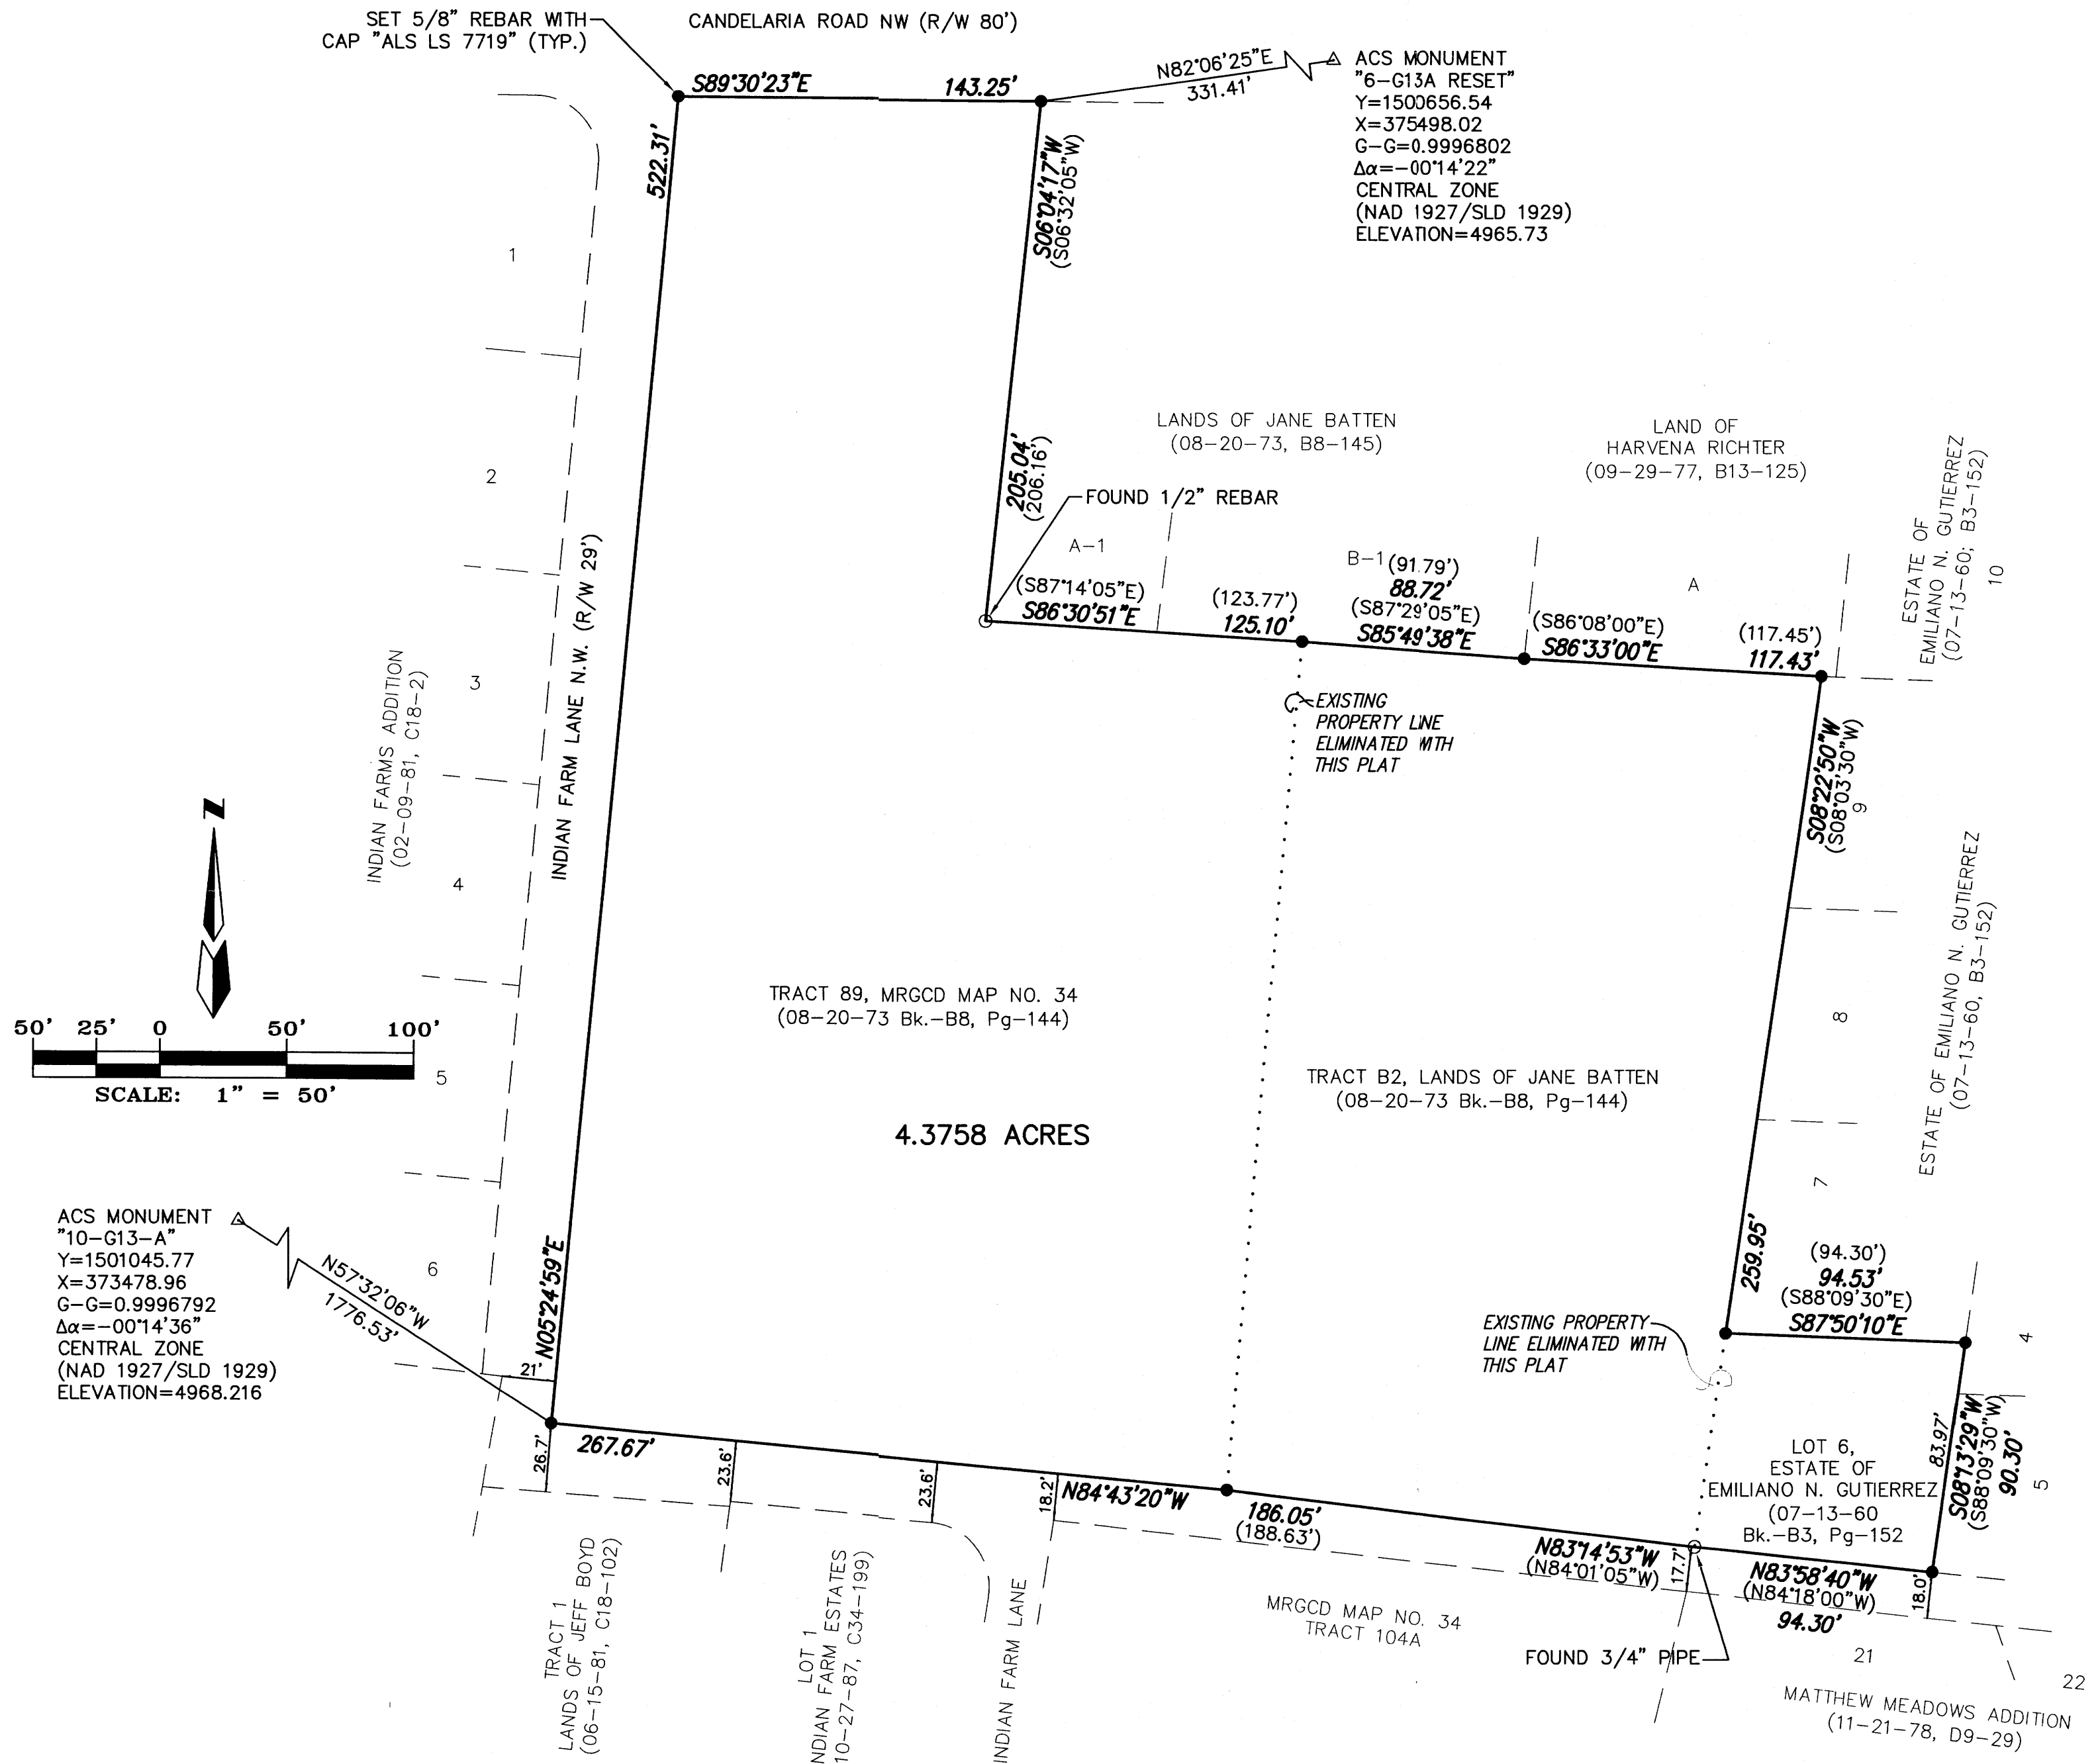 SET 5/8" REBAR WITH
CAP "ALS LS 7719" (TYP.)
CANDELARIA ROAD NW (R/W 80')
S89°30'23"E
143.25'
N82°06'25"E
331.41'
ACS MONUMENT
"6-G13A RESET"
Y=1500656.54
X=375498.02
G-G=0.9996802
Δα=-00°14'22"
CENTRAL ZONE
(NAD 1927/SLD 1929)
ELEVATION=4965.73
522.31'
S06°04'17"W
(S06°32'05"W)
205.04'
(206.16')
1
2
3
4
5
6
INDIAN FARMS ADDITION
(02-09-81, C18-2)
INDIAN FARM LANE N.W. (R/W 29')
LANDS OF JANE BATTEN
(08-20-73, B8-145)
LAND OF
HARVENA RICHTER
(09-29-77, B13-125)
ESTATE OF
EMILIANO N. GUTIERREZ
(07-13-60; B3-152)
10
FOUND 1/2" REBAR
A-1
(S87°14'05"E)
S86°30'51"E
(123.77')
125.10'
B-1
(91.79')
88.72'
(S87°29'05"E)
S85°49'38"E
A
(S86°08'00"E)
S86°33'00"E
(117.45')
117.43'
EXISTING
PROPERTY LINE
ELIMINATED WITH
THIS PLAT
S08°22'50"W
(S08°03'30"W)
9
8
7
ESTATE OF EMILIANO N. GUTIERREZ
(07-13-60, B3-152)
N
50' 25' 0 50' 100'
SCALE: 1" = 50'
TRACT 89, MRGCD MAP NO. 34
(08-20-73 Bk.-B8, Pg-144)
TRACT B2, LANDS OF JANE BATTEN
(08-20-73 Bk.-B8, Pg-144)
4.3758 ACRES
ACS MONUMENT
"10-G13-A"
Y=1501045.77
X=373478.96
G-G=0.9996792
Δα=-00°14'36"
CENTRAL ZONE
(NAD 1927/SLD 1929)
ELEVATION=4968.216
N57°32'06"W
1776.53'
N05°24'59"E
21'
259.95'
(94.30')
94.53'
(S88°09'30"E)
S87°50'10"E
4
EXISTING PROPERTY
LINE ELIMINATED WITH
THIS PLAT
83.97'
S08°13'29"W
(S88°09'30"W)
90.30'
5
LOT 6,
ESTATE OF
EMILIANO N. GUTIERREZ
(07-13-60
Bk.-B3, Pg-152
26.7'
267.67'
23.6'
23.6'
18.2'
N84°43'20"W
186.05'
(188.63')
N83°14'53"W
(N84°01'05"W)
17.7'
N83°58'40"W
(N84°18'00"W)
94.30'
18.0'
TRACT 1
LANDS OF JEFF BOYD
(06-15-81, C18-102)
LOT 1
NDIAN FARM ESTATES
10-27-87, C34-199)
INDIAN FARM LANE
MRGCD MAP NO. 34
TRACT 104A
FOUND 3/4" PIPE
21
22
MATTHEW MEADOWS ADDITION
(11-21-78, D9-29)